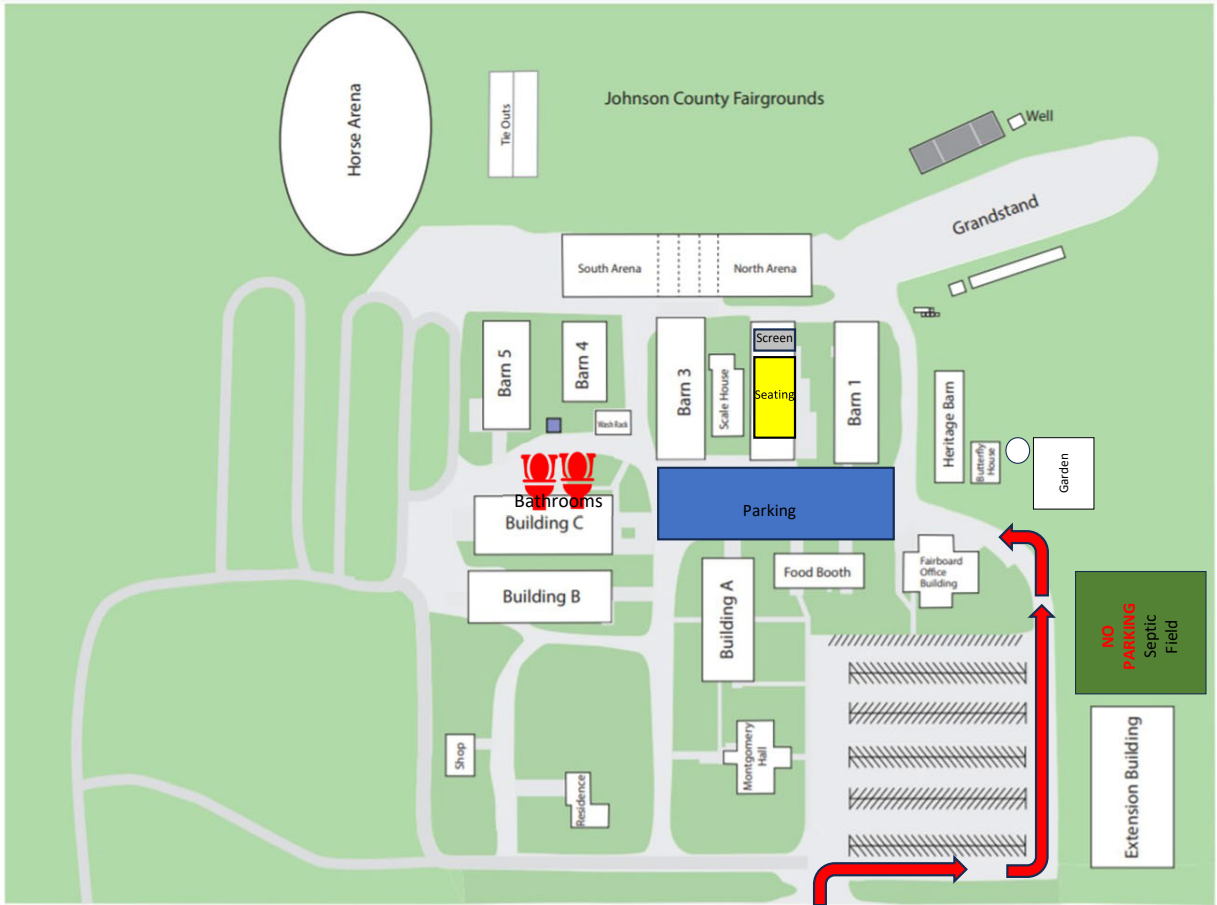 Johnson County Fairgrounds
Horse Arena
Tie Outs
Well
Grandstand
South Arena
North Arena
Barn 5
Barn 4
Wash Rack
Barn 3
Scale House
Screen
Seating
Barn 1
Heritage Barn
Butterfly
House
Garden
Bathrooms
Building C
Parking
Building B
Building A
Food Booth
Fairboard
Office
Building
NO
PARKING
Septic
Field
Shop
Residence
Montgomery
Hall
Extension Building